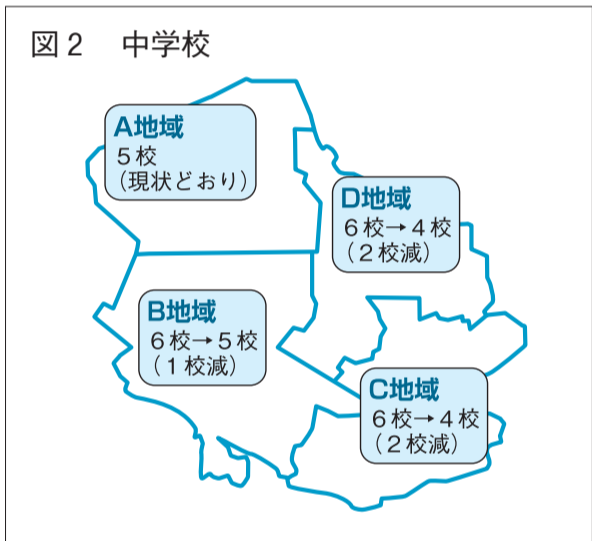 図2 中学校
A地域
5校
(現状どおり)
D地域
6校→4校
(2校減)
B地域
6校→5校
(1校減)
C地域
6校→4校
(2校減)